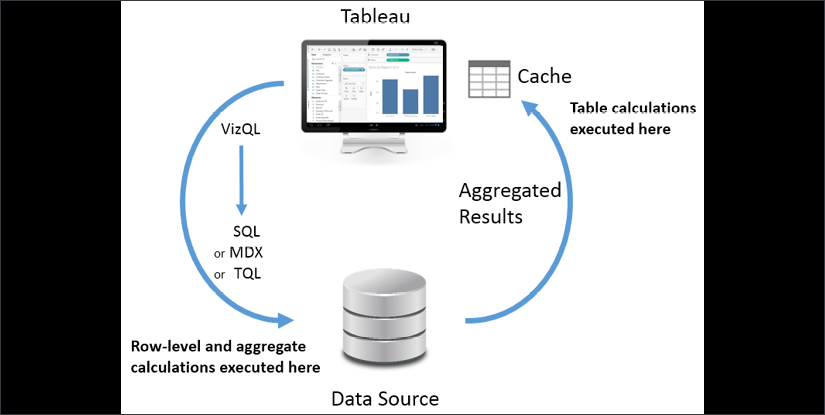 Tableau
Cache
Table calculations
executed here
VizQL
Aggregated
Results
SQL
or MDX
or TQL
Row-level and aggregate
calculations executed here
Data Source